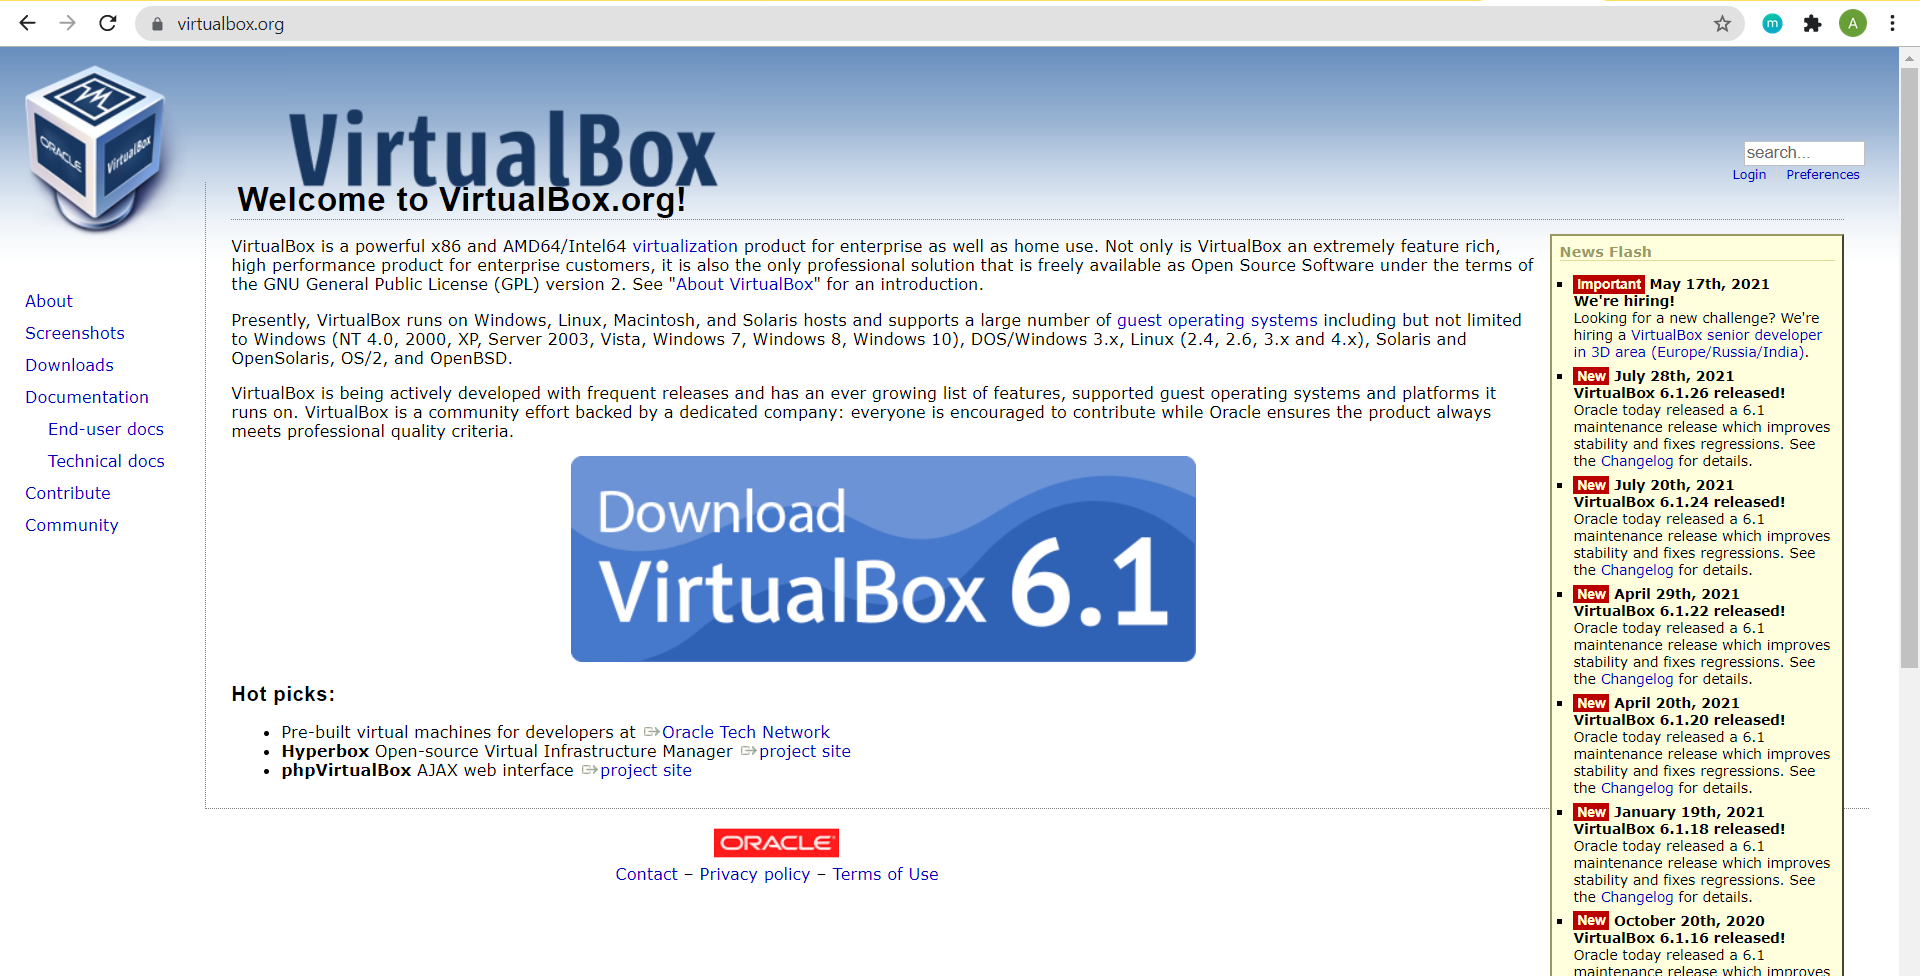 virtualbox.org
A
m
ORACLE
VirtualBox
VirtualBox
search...
Login Preferences
Welcome to VirtualBox.org!
About
Screenshots
Downloads
Documentation
End-user docs
Technical docs
Contribute
Community
VirtualBox is a powerful x86 and AMD64/Intel64 virtualization product for enterprise as well as home use. Not only is VirtualBox an extremely feature rich,
high performance product for enterprise customers, it is also the only professional solution that is freely available as Open Source Software under the terms of
the GNU General Public License (GPL) version 2. See "About VirtualBox" for an introduction.
Presently, VirtualBox runs on Windows, Linux, Macintosh, and Solaris hosts and supports a large number of guest operating systems including but not limited
to Windows (NT 4.0, 2000, XP, Server 2003, Vista, Windows 7, Windows 8, Windows 10), DOS/Windows 3.x, Linux (2.4, 2.6, 3.x and 4.x), Solaris and
OpenSolaris, OS/2, and OpenBSD.
VirtualBox is being actively developed with frequent releases and has an ever growing list of features, supported guest operating systems and platforms it
runs on. VirtualBox is a community effort backed by a dedicated company: everyone is encouraged to contribute while Oracle ensures the product always
meets professional quality criteria.
Download
VirtualBox 6.1
Hot picks:
• Pre-built virtual machines for developers at Oracle Tech Network
• Hyperbox Open-source Virtual Infrastructure Manager project site
• phpVirtualBox AJAX web interface project site
News Flash
Important May 17th, 2021
We're hiring!
Looking for a new challenge? We're
hiring a VirtualBox senior developer
in 3D area (Europe/Russia/India).
New July 28th, 2021
VirtualBox 6.1.26 released!
Oracle today released a 6.1
maintenance release which improves
stability and fixes regressions. See
the Changelog for details.
New July 20th, 2021
VirtualBox 6.1.24 released!
Oracle today released a 6.1
maintenance release which improves
stability and fixes regressions. See
the Changelog for details.
New April 29th, 2021
VirtualBox 6.1.22 released!
Oracle today released a 6.1
maintenance release which improves
stability and fixes regressions. See
the Changelog for details.
New April 20th, 2021
VirtualBox 6.1.20 released!
Oracle today released a 6.1
maintenance release which improves
stability and fixes regressions. See
the Changelog for details.
New January 19th, 2021
VirtualBox 6.1.18 released!
Oracle today released a 6.1
maintenance release which improves
stability and fixes regressions. See
the Changelog for details.
New October 20th, 2020
VirtualBox 6.1.16 released!
Oracle today released a 6.1
maintenance release which improves
ORACLE
Contact – Privacy policy – Terms of Use